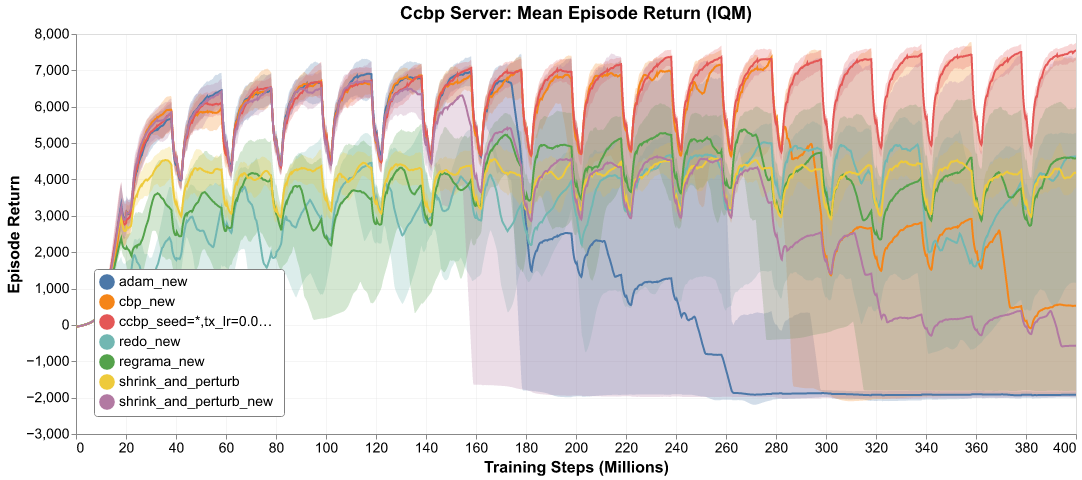 Ccbp Server: Mean Episode Return (IQM)
8,000
7,000
6,000
5,000
4,000
3,000
2,000
1,000
0
−1,000
−2,000
−3,000
Episode Return
adam_new
cbp_new
ccbp_seed=*,tx_lr=0.0…
redo_new
regrama_new
shrink_and_perturb
shrink_and_perturb_new
0 20 40 60 80 100 120 140 160 180 200 220 240 260 280 300 320 340 360 380 400
Training Steps (Millions)